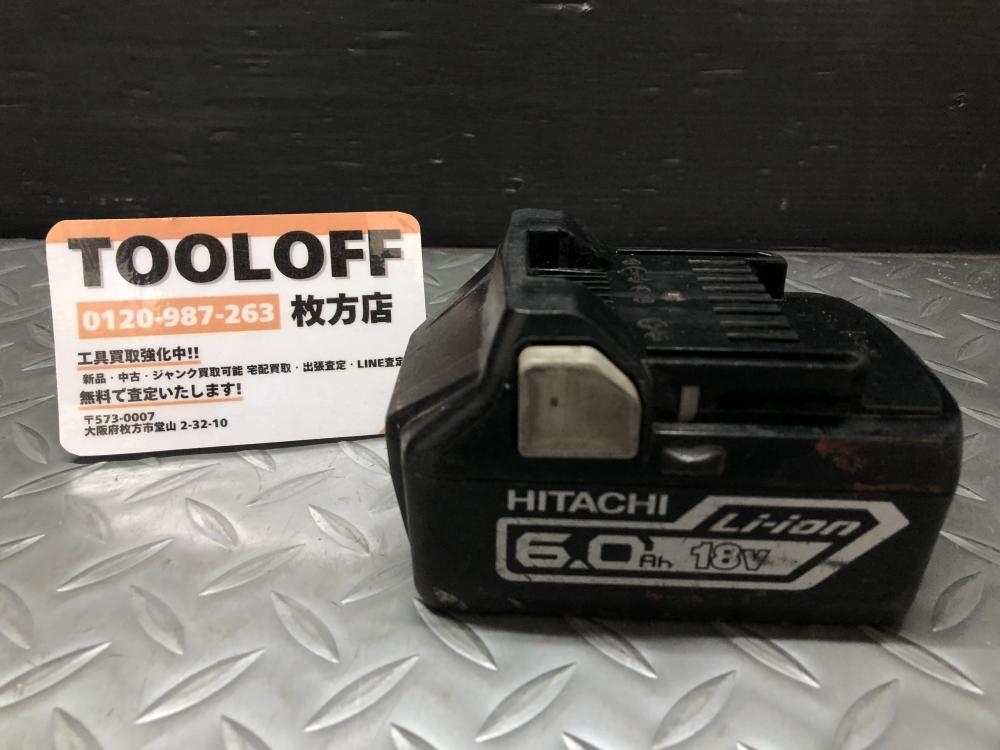 TOOLOFF
0120-987-263 枚方店
工具買取強化中!!
新品・中古・ジャンク買取可能 宅配買取・出張査定・LINE査定
無料で査定いたします!
〒573-0007
大阪府枚方市堂山 2-32-10
HITACHI
Li-ion
6.0Ah 18V